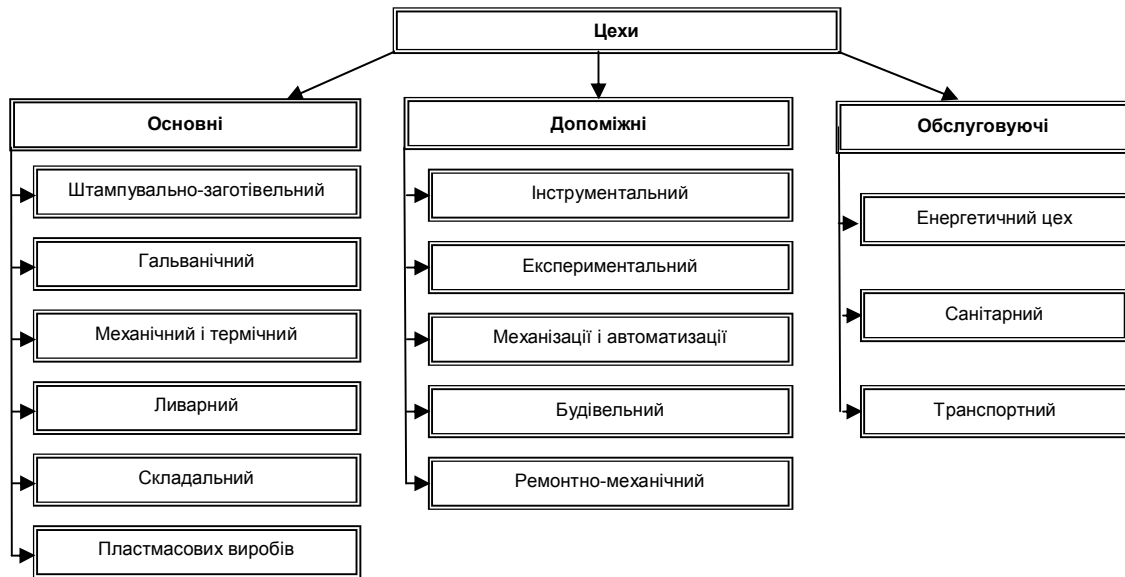 Цехи
Основні
Штампувально-заготівельний
Гальванічний
Механічний і термічний
Ливарний
Складальний
Пластмасових виробів
Допоміжні
Інструментальний
Експериментальний
Механізації і автоматизації
Будівельний
Ремонтно-механічний
Обслуговуючі
Енергетичний цех
Санітарний
Транспортний